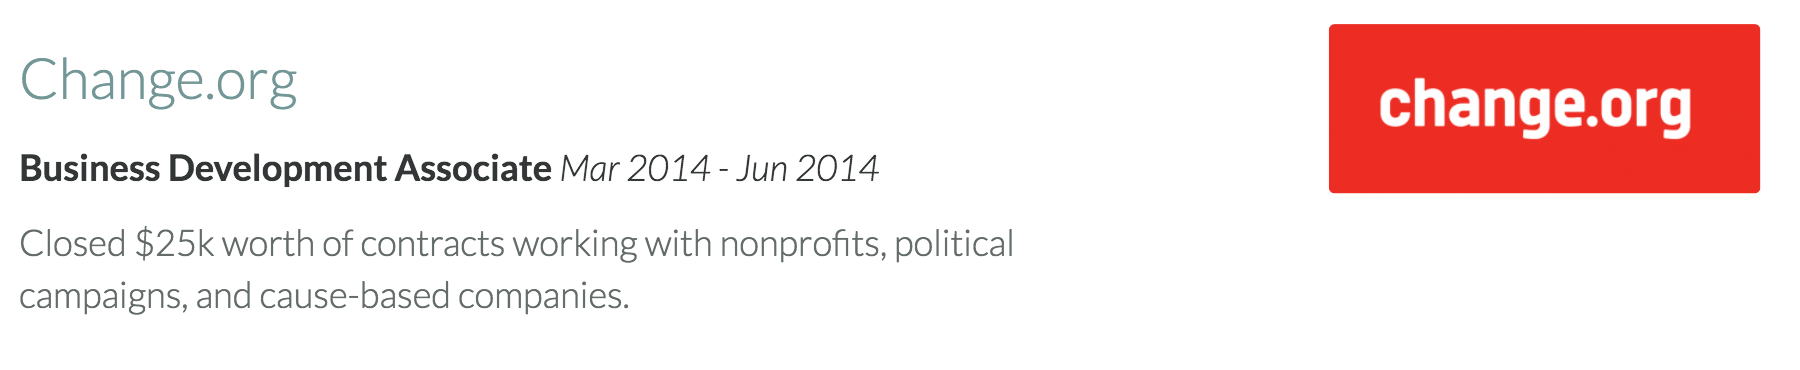 Change.org
change.org
Business Development Associate Mar 2014 - Jun 2014
Closed $25k worth of contracts working with nonprofits, political
campaigns, and cause-based companies.